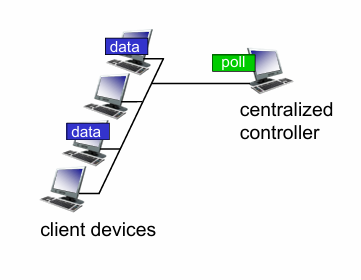 data
poll
data
centralized
controller
client devices